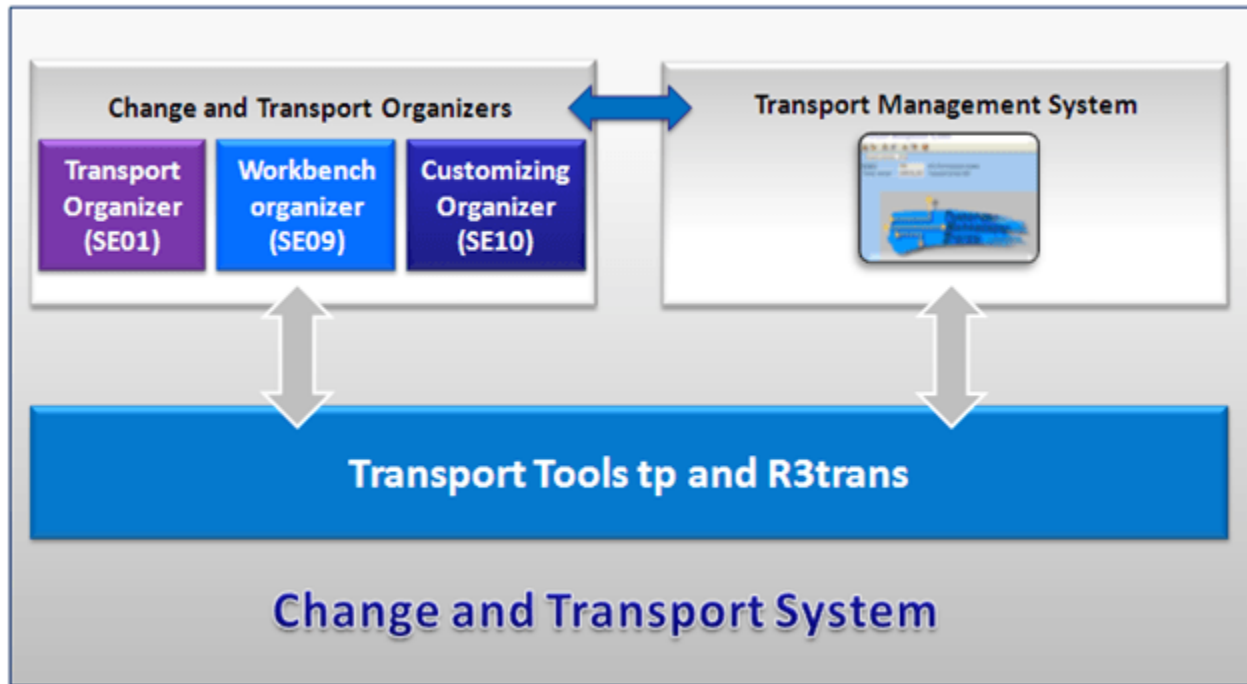 Change and Transport Organizers
Transport Management System
Transport
Organizer
(SE01)
Workbench
organizer
(SE09)
Customizing
Organizer
(SE10)
Transport Tools tp and R3trans
Change and Transport System